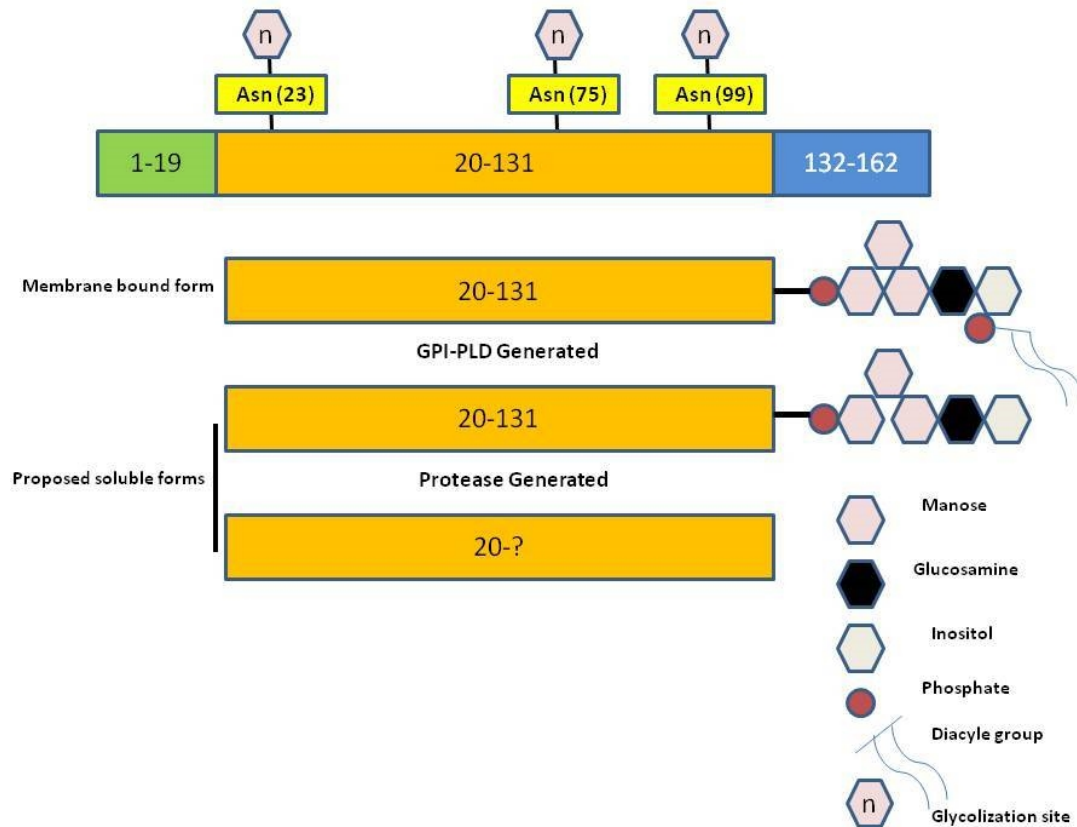 n n n
Asn (23) Asn (75) Asn (99)
1-19 20-131 132-162
Membrane bound form 20-131
GPI-PLD Generated
20-131
Proposed soluble forms Protease Generated
20-?
Manose
Glucosamine
Inositol
Phosphate
Diacyle group
n Glycolization site